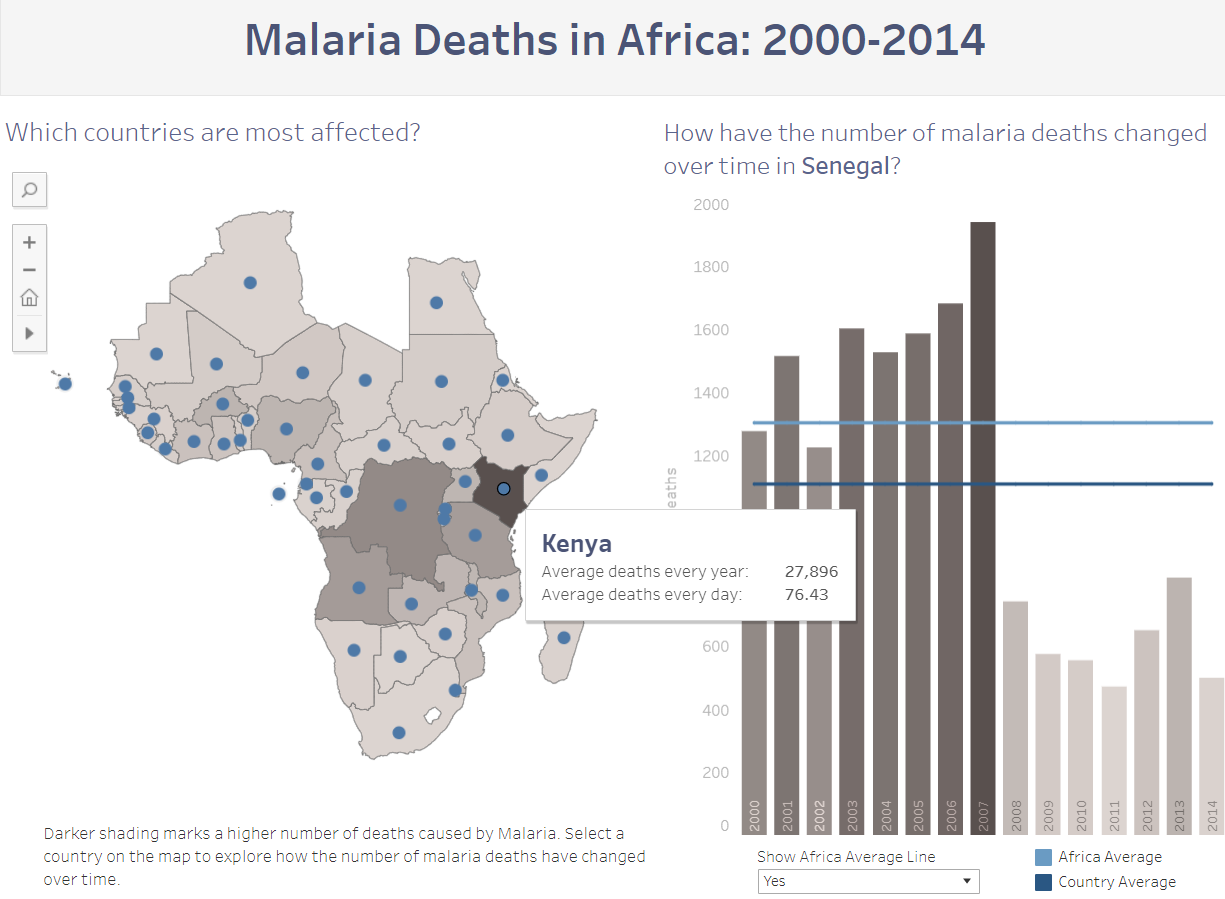 Malaria Deaths in Africa: 2000-2014
Which countries are most affected?
How have the number of malaria deaths changed
over time in Senegal?
2000
1800
1600
1400
1200
eaths
600
400
200
0
Kenya
Average deaths every year: 27,896
Average deaths every day: 76.43
2000 2001 2002 2003 2004 2005 2006 2007 2008 2009 2010 2011 2012 2013 2014
Darker shading marks a higher number of deaths caused by Malaria. Select a
country on the map to explore how the number of malaria deaths have changed
over time.
Show Africa Average Line
Yes
Africa Average
Country Average